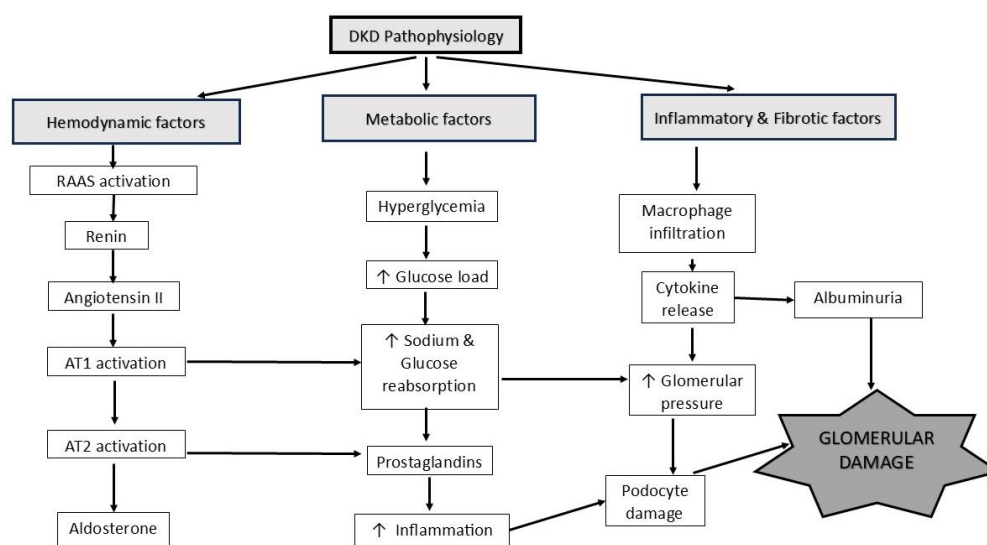 DKD Pathophysiology
Hemodynamic factors
Metabolic factors
Inflammatory & Fibrotic factors
RAAS activation
Renin
Angiotensin II
AT1 activation
AT2 activation
Aldosterone
Hyperglycemia
↑ Glucose load
↑ Sodium &
Glucose
reabsorption
Prostaglandins
↑ Inflammation
Macrophage
infiltration
Cytokine
release
Albuminuria
↑ Glomerular
pressure
Podocyte
damage
GLOMERULAR
DAMAGE